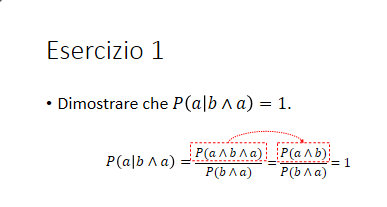 Esercizio 1
• Dimostrare che P(a|b ∧ a) = 1.
P(a|b ∧ a) = P(a ∧ b ∧ a) / P(b ∧ a) = P(a ∧ b) / P(b ∧ a) = 1